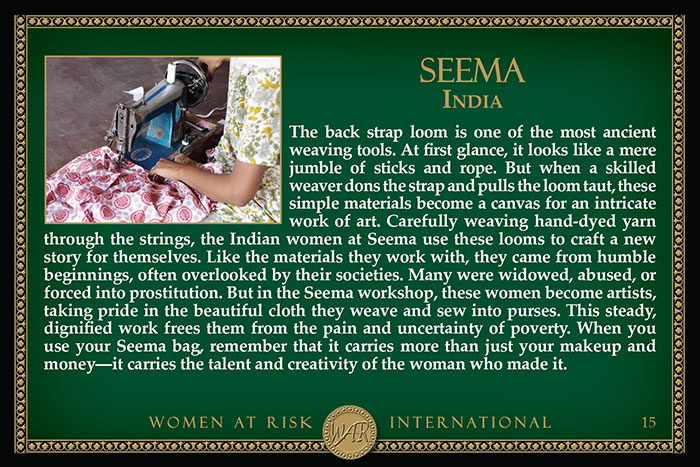 SEEMA
INDIA
The back strap loom is one of the most ancient
weaving tools. At first glance, it looks like a mere
jumble of sticks and rope. But when a skilled
weaver dons the strap and pulls the loom taut, these
simple materials become a canvas for an intricate
work of art. Carefully weaving hand-dyed yarn
through the strings, the Indian women at Seema use these looms to craft a new
story for themselves. Like the materials they work with, they came from humble
beginnings, often overlooked by their societies. Many were widowed, abused, or
forced into prostitution. But in the Seema workshop, these women become artists,
taking pride in the beautiful cloth they weave and sew into purses. This steady,
dignified work frees them from the pain and uncertainty of poverty. When you
use your Seema bag, remember that it carries more than just your makeup and
money—it carries the talent and creativity of the woman who made it.
WOMEN AT RISK WAR INTERNATIONAL 15